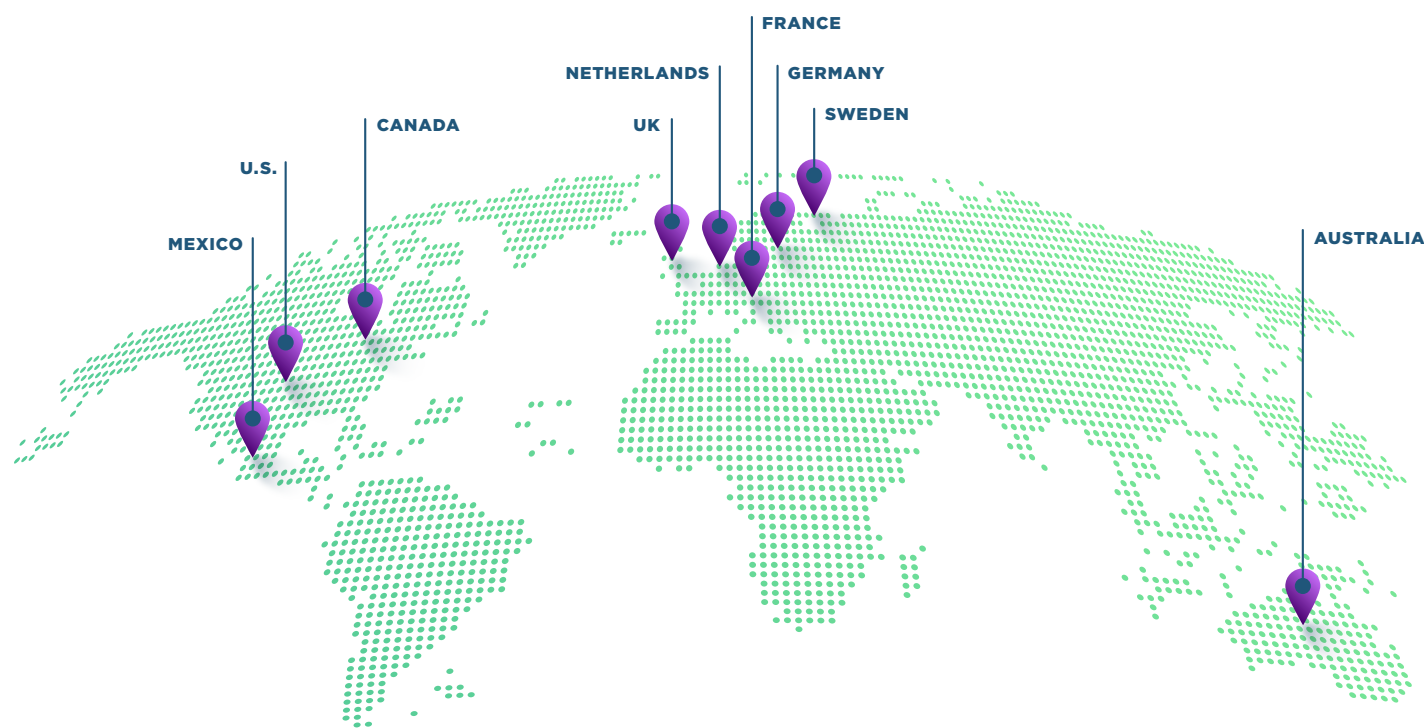 FRANCE
NETHERLANDS
GERMANY
SWEDEN
CANADA
UK
U.S.
MEXICO
AUSTRALIA